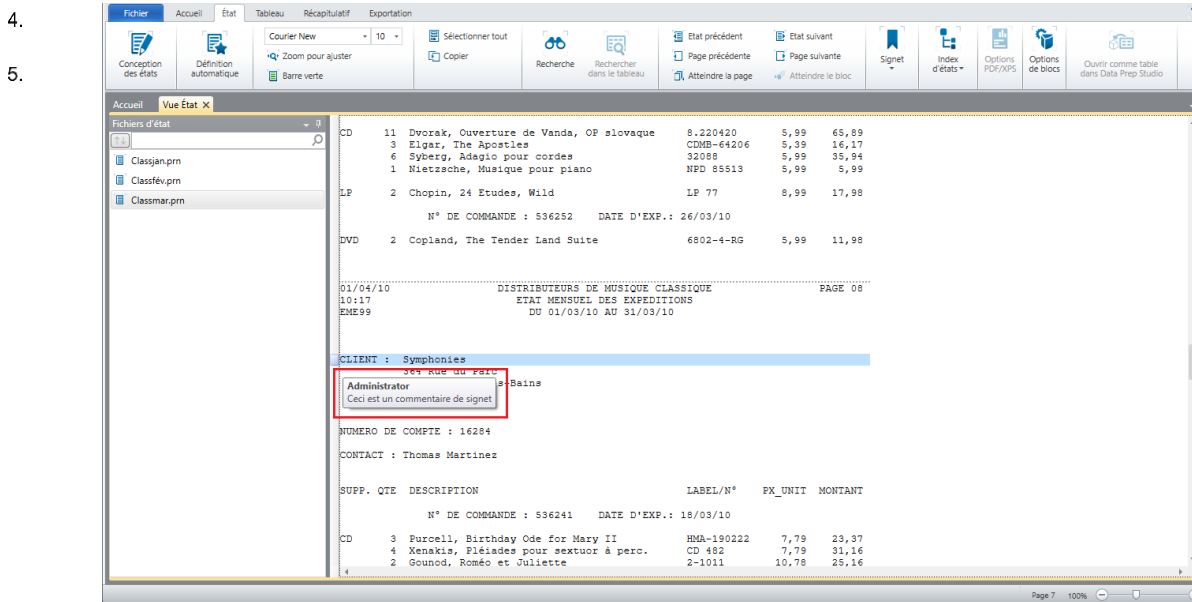 4.
5.
Fichier Accueil État Tableau Récapitulatif Exportation
Conception des états
Définition automatique
Courier New 10
Zoom pour ajuster
Barre verte
Sélectionner tout
Copier
Recherche
Rechercher dans le tableau
Etat précédent
Page précédente
Atteindre la page
Etat suivant
Page suivante
Atteindre le bloc
Signet
Index d'états
Options PDF/XPS
Options de blocs
Ouvrir comme table dans Data Prep Studio
Accueil Vue État
Fichiers d'état
Classjan.prn
Classfév.prn
Classmar.prn
CD 11 Dvorak, Ouverture de Vanda, OP slovaque 8.220420 5,99 65,89
3 Elgar, The Apostles CDMB-64206 5,39 16,17
6 Syberg, Adagio pour cordes 32088 5,99 35,94
1 Nietzsche, Musique pour piano NPD 85513 5,99 5,99
LP 2 Chopin, 24 Etudes, Wild LP 77 8,99 17,98
N° DE COMMANDE : 536252 DATE D'EXP.: 26/03/10
DVD 2 Copland, The Tender Land Suite 6802-4-RG 5,99 11,98
01/04/10 DISTRIBUTEURS DE MUSIQUE CLASSIQUE PAGE 08
10:17 ETAT MENSUEL DES EXPEDITIONS
EME99 DU 01/03/10 AU 31/03/10
CLIENT : Symphonies
364 Rue du Parc
s-Bains
Administrator
Ceci est un commentaire de signet
NUMERO DE COMPTE : 16284
CONTACT : Thomas Martinez
SUPP. QTE DESCRIPTION LABEL/N° PX_UNIT MONTANT
N° DE COMMANDE : 536241 DATE D'EXP.: 18/03/10
CD 3 Purcell, Birthday Ode for Mary II HMA-190222 7,79 23,37
4 Xenakis, Pléiades pour sextuor à perc. CD 482 7,79 31,16
2 Gounod, Roméo et Juliette 2-1011 10,78 25,16
Page 7 100%